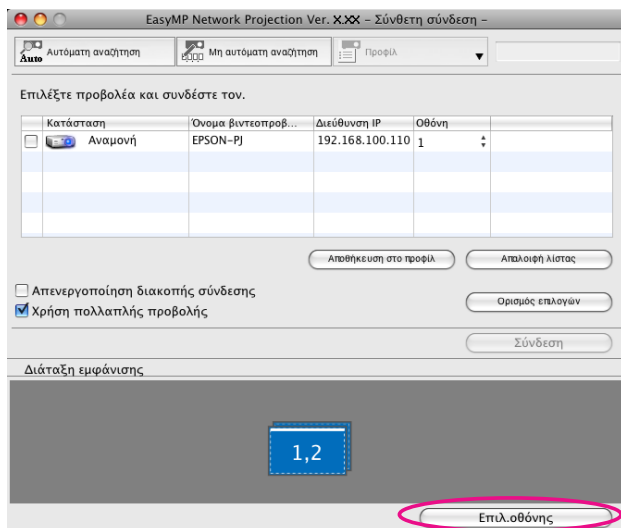 EasyMP Network Projection Ver. X.XX – Σύνθετη σύνδεση –
Auto Αυτόματη αναζήτηση Μη αυτόματη αναζήτηση Προφίλ
Επιλέξτε προβολέα και συνδέστε τον.
Κατάσταση Όνομα βιντεοπροβ... Διεύθυνση IP Οθόνη
Αναμονή EPSON-PJ 192.168.100.110 1
Αποθήκευση στο προφίλ Απαλοιφή λίστας
Απενεργοποίηση διακοπής σύνδεσης
Ορισμός επιλογών
Χρήση πολλαπλής προβολής
Σύνδεση
Διάταξη εμφάνισης
1,2
Επιλ.οθόνης